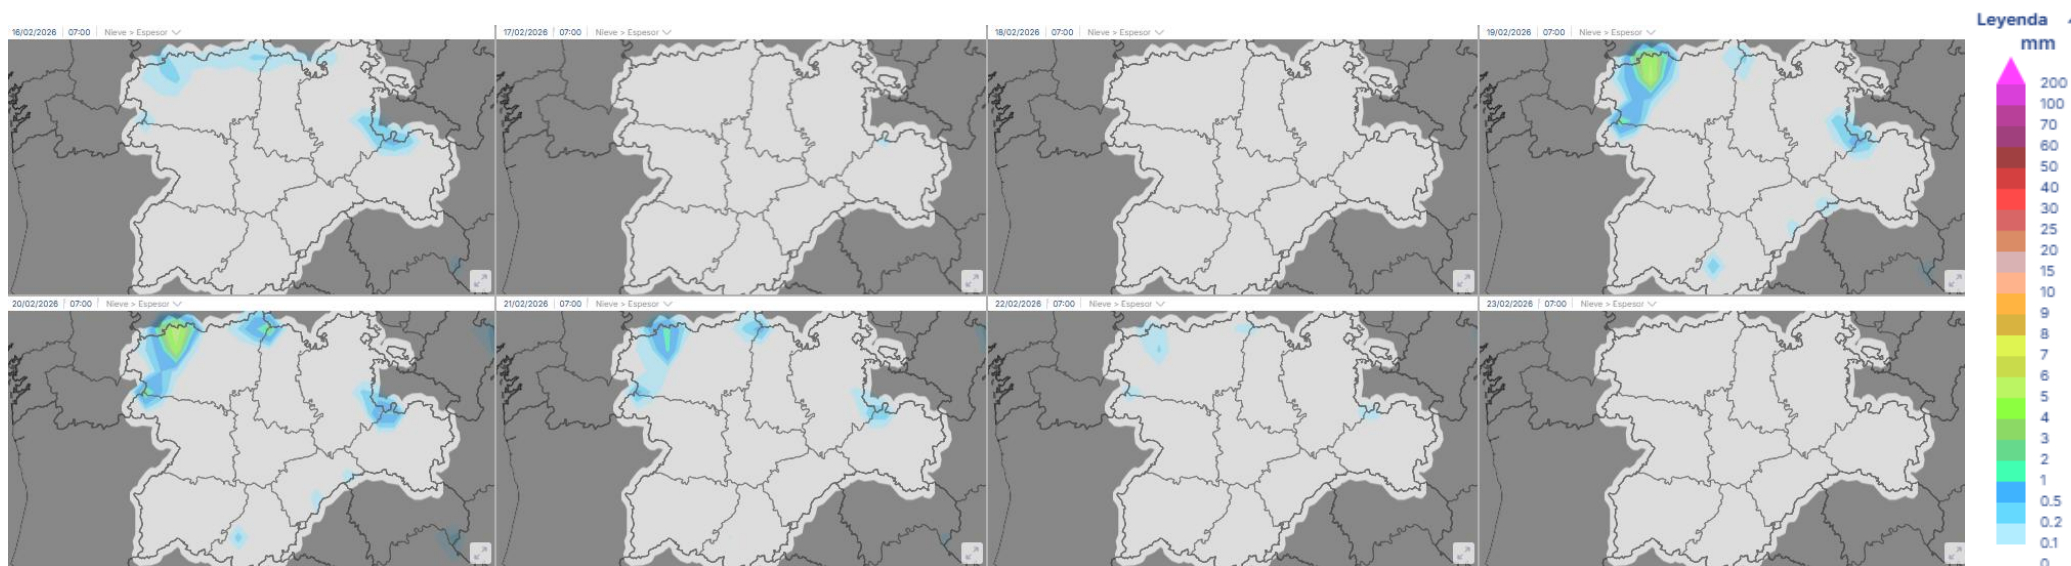 16/02/2026 07:00 Nieve > Espesor
17/02/2026 07:00 Nieve > Espesor
18/02/2026 07:00 Nieve > Espesor
19/02/2026 07:00 Nieve > Espesor
20/02/2026 07:00 Nieve > Espesor
21/02/2026 07:00 Nieve > Espesor
22/02/2026 07:00 Nieve > Espesor
23/02/2026 07:00 Nieve > Espesor
Leyenda
mm
200
100
70
60
50
40
30
25
20
15
10
9
8
7
6
5
4
3
2
1
0.5
0.2
0.1
0